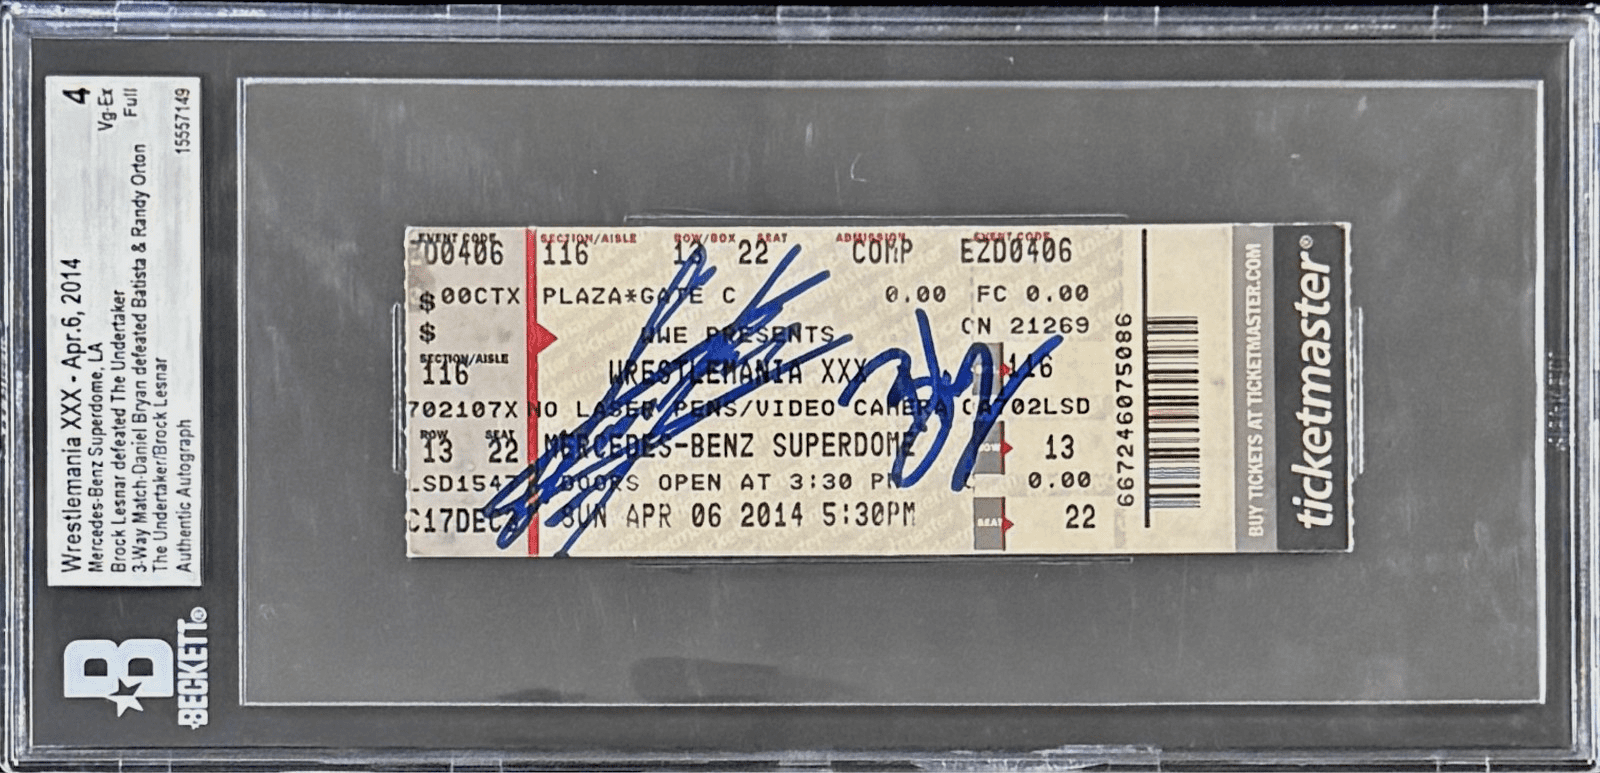 Wrestlemania XXX - Apr.6, 2014 4
Mercedes-Benz Superdome, LA Vg-Ex
Brock Lesnar defeated The Undertaker Full
3-Way Match-Daniel Bryan defeated Batista & Randy Orton
The Undertaker/Brock Lesnar
Authentic Autograph 15557149
B
BECKETT®
EVENT CODE SECTION/AISLE ROW/BOX SEAT ADMISSION EVENT CODE
D0406 116 13 22 COMP EZD0406
$ 00CTX PLAZA*GATE C 0.00 FC 0.00
$ WWE PRESENTS CN 21269
SECTION/AISLE
116 WRESTLEMANIA XXX 116
702107X NO LASER PENS/VIDEO CAMERA CA702LSD
ROW SEAT
13 22 MERCEDES-BENZ SUPERDOME ROW 13
LSD1547 DOORS OPEN AT 3:30 PM 0.00
C17DEC3 SUN APR 06 2014 5:30PM SEAT 22
667246075086
BUY TICKETS AT TICKETMASTER.COM
ticketmaster®